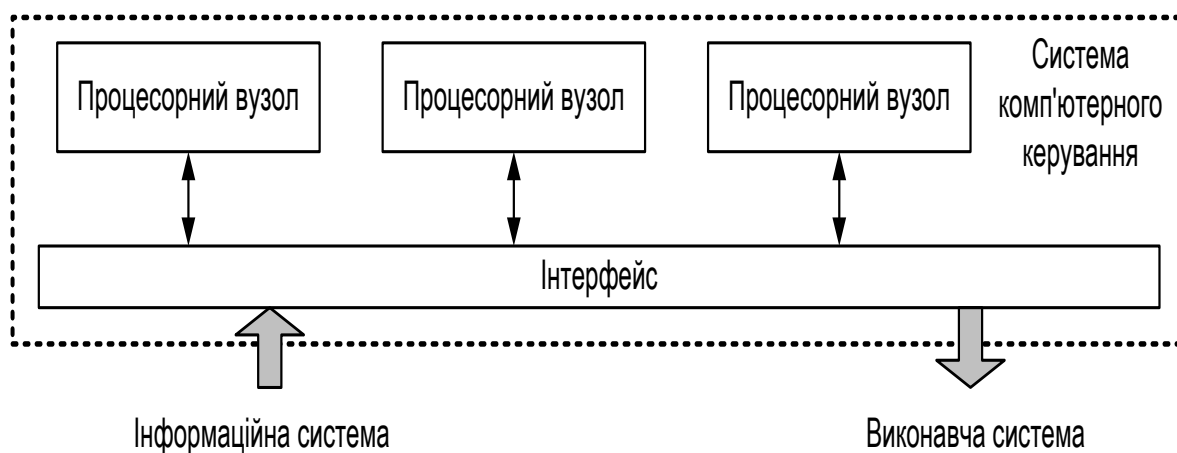 Процесорний вузол
Процесорний вузол
Процесорний вузол
Система
комп'ютерного
керування
Інтерфейс
Інформаційна система
Виконавча система